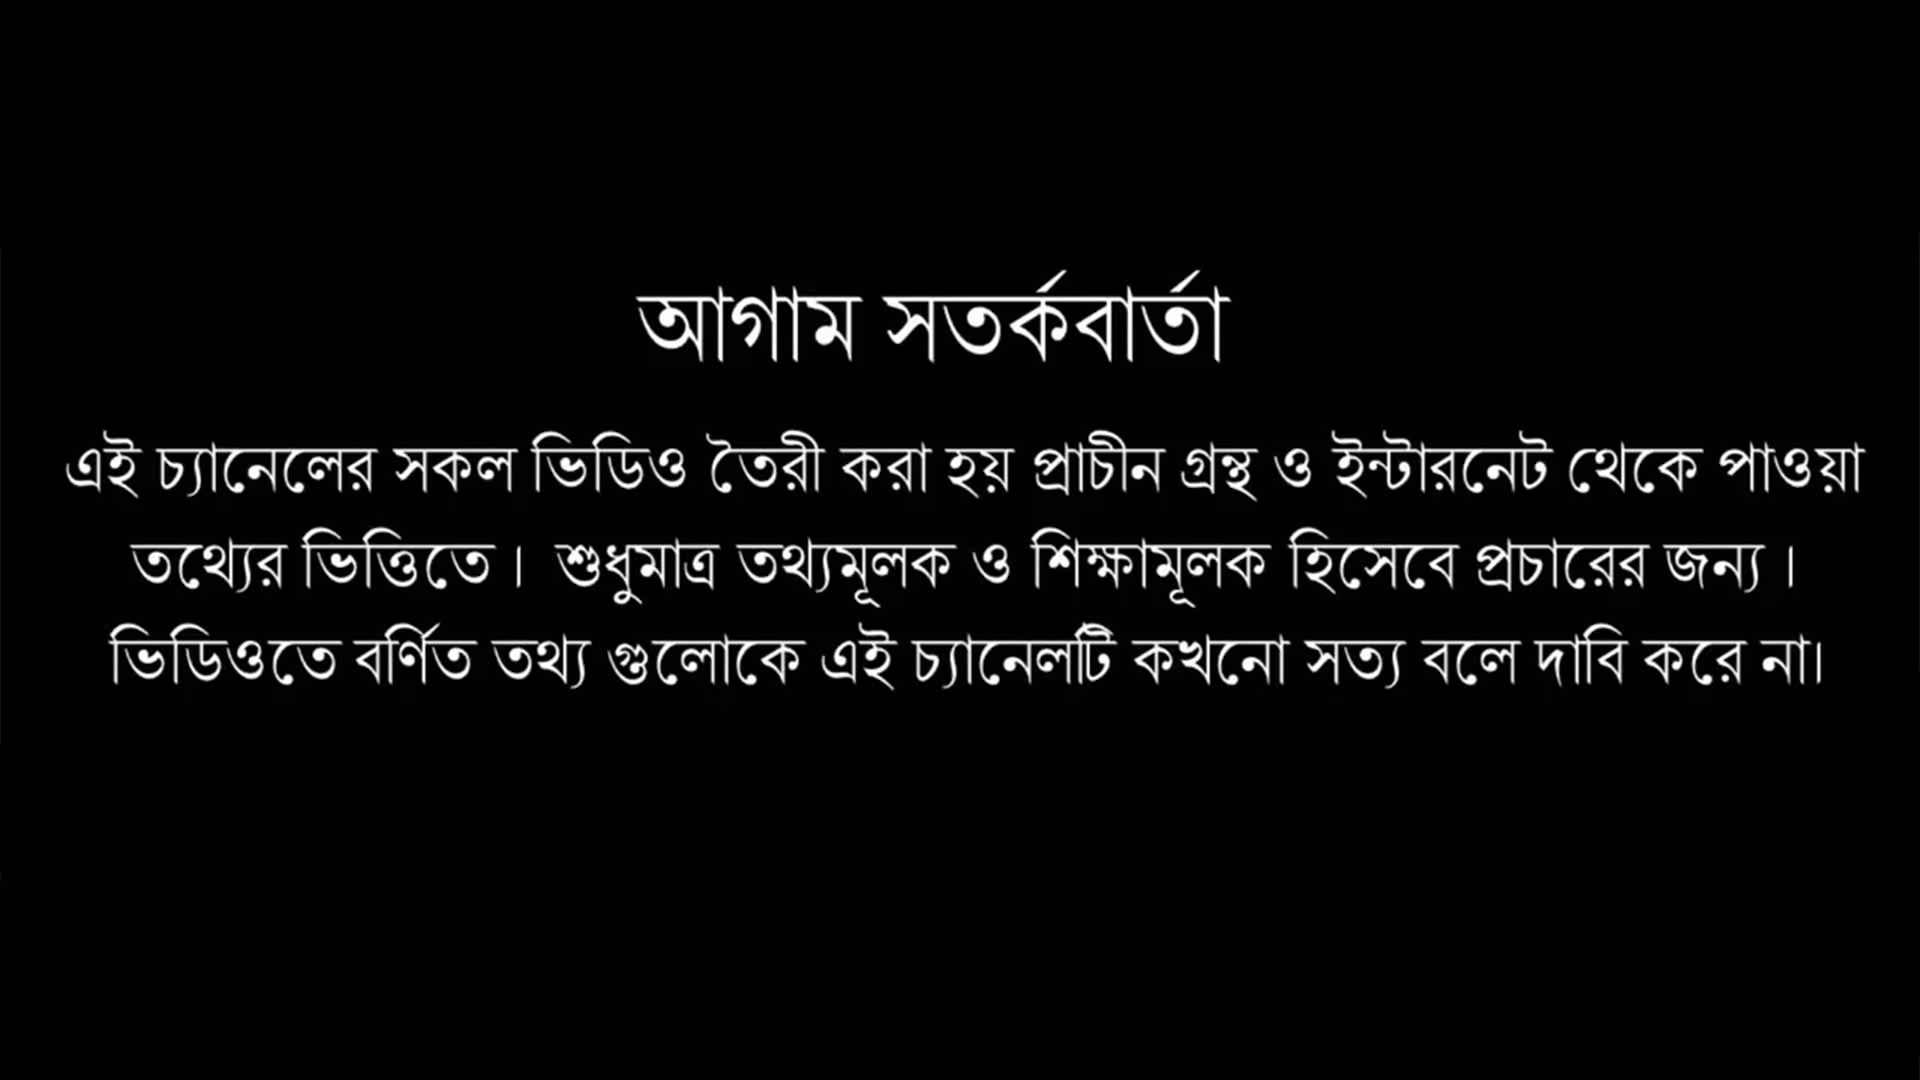 আগাম সতর্কবার্তা
এই চ্যানেলের সকল ভিডিও তৈরী করা হয় প্রাচীন গ্রন্থ ও ইন্টারনেট থেকে পাওয়া
তথ্যের ভিত্তিতে। শুধুমাত্র তথ্যমূলক ও শিক্ষামূলক হিসেবে প্রচারের জন্য।
ভিডিওতে বর্ণিত তথ্য গুলোকে এই চ্যানেলটি কখনো সত্য বলে দাবি করে না।